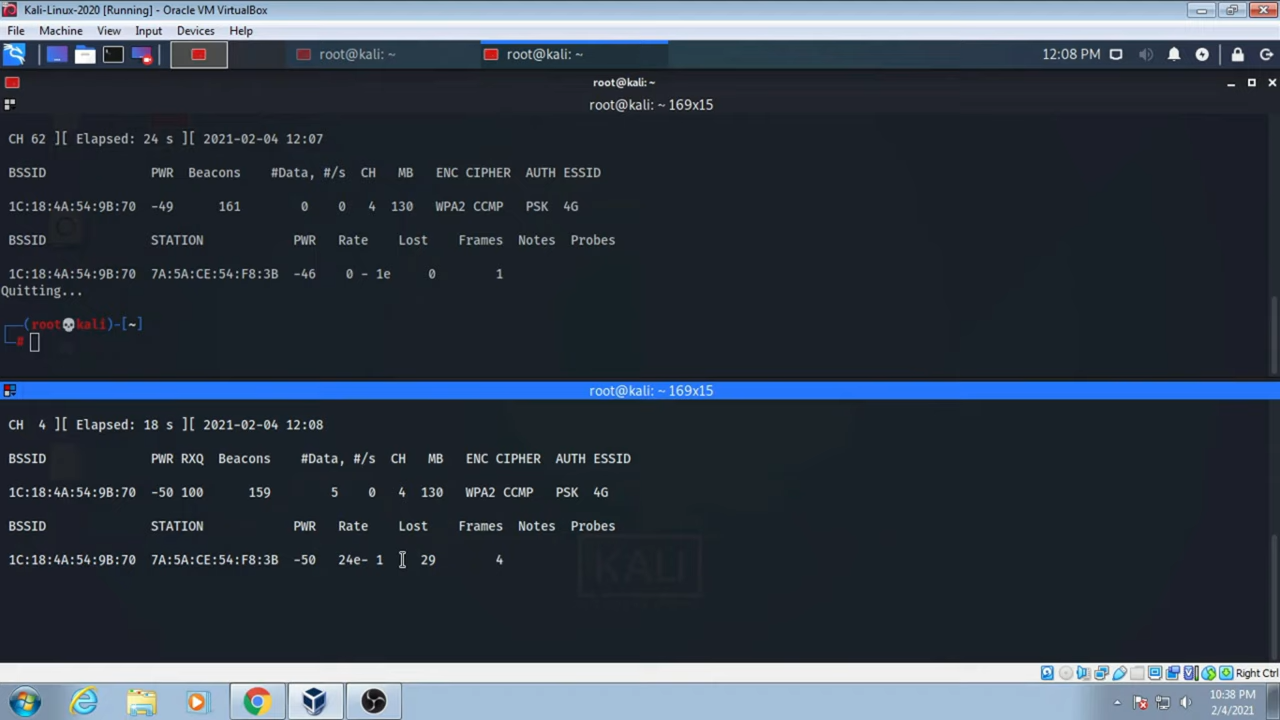 Kali-Linux-2020 [Running] - Oracle VM VirtualBox
File Machine View Input Devices Help
root@kali: ~ root@kali: ~ 12:08 PM
root@kali: ~
root@kali: ~ 169x15
CH 62 ][ Elapsed: 24 s ][ 2021-02-04 12:07
BSSID PWR Beacons #Data, #/s CH MB ENC CIPHER AUTH ESSID
1C:18:4A:54:9B:70 -49 161 0 0 4 130 WPA2 CCMP PSK 4G
BSSID STATION PWR Rate Lost Frames Notes Probes
1C:18:4A:54:9B:70 7A:5A:CE:54:F8:3B -46 0 - 1e 0 1
Quitting...
┌──(root💀kali)-[~]
└─#
root@kali: ~ 169x15
CH 4 ][ Elapsed: 18 s ][ 2021-02-04 12:08
BSSID PWR RXQ Beacons #Data, #/s CH MB ENC CIPHER AUTH ESSID
1C:18:4A:54:9B:70 -50 100 159 5 0 4 130 WPA2 CCMP PSK 4G
BSSID STATION PWR Rate Lost Frames Notes Probes
1C:18:4A:54:9B:70 7A:5A:CE:54:F8:3B -50 24e- 1 29 4
KALI
Right Ctrl
10:38 PM
2/4/2021